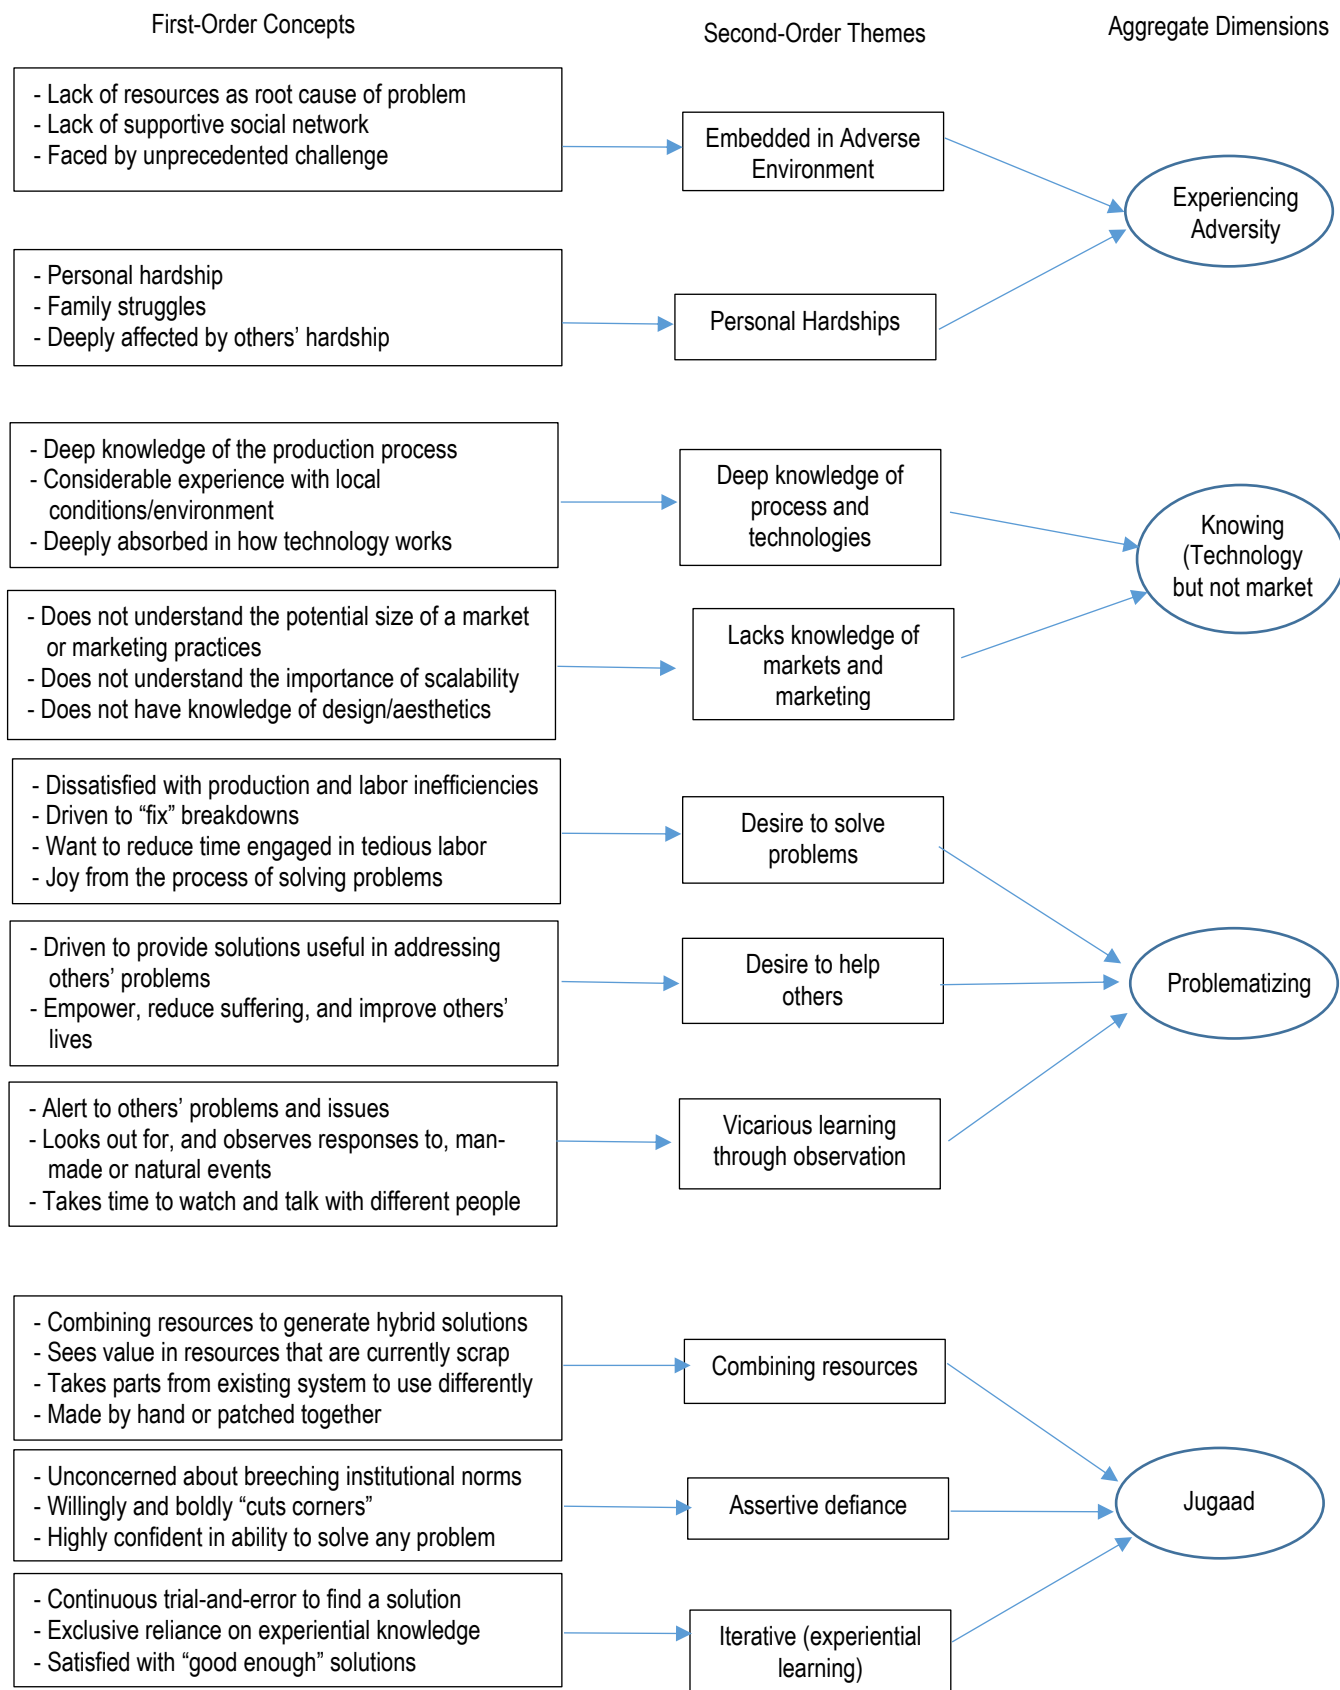 First-Order Concepts
Second-Order Themes
Aggregate Dimensions
- Lack of resources as root cause of problem
- Lack of supportive social network
- Faced by unprecedented challenge
Embedded in Adverse
Environment
Experiencing
Adversity
- Personal hardship
- Family struggles
- Deeply affected by others’ hardship
Personal Hardships
- Deep knowledge of the production process
- Considerable experience with local
conditions/environment
- Deeply absorbed in how technology works
Deep knowledge of
process and
technologies
Knowing
(Technology
but not market
- Does not understand the potential size of a market
or marketing practices
- Does not understand the importance of scalability
- Does not have knowledge of design/aesthetics
Lacks knowledge of
markets and
marketing
- Dissatisfied with production and labor inefficiencies
- Driven to “fix” breakdowns
- Want to reduce time engaged in tedious labor
- Joy from the process of solving problems
Desire to solve
problems
- Driven to provide solutions useful in addressing
others’ problems
- Empower, reduce suffering, and improve others’
lives
Desire to help
others
Problematizing
- Alert to others’ problems and issues
- Looks out for, and observes responses to, man-
made or natural events
- Takes time to watch and talk with different people
Vicarious learning
through observation
- Combining resources to generate hybrid solutions
- Sees value in resources that are currently scrap
- Takes parts from existing system to use differently
- Made by hand or patched together
Combining resources
- Unconcerned about breeching institutional norms
- Willingly and boldly “cuts corners”
- Highly confident in ability to solve any problem
Assertive defiance
Jugaad
- Continuous trial-and-error to find a solution
- Exclusive reliance on experiential knowledge
- Satisfied with “good enough” solutions
Iterative (experiential
learning)